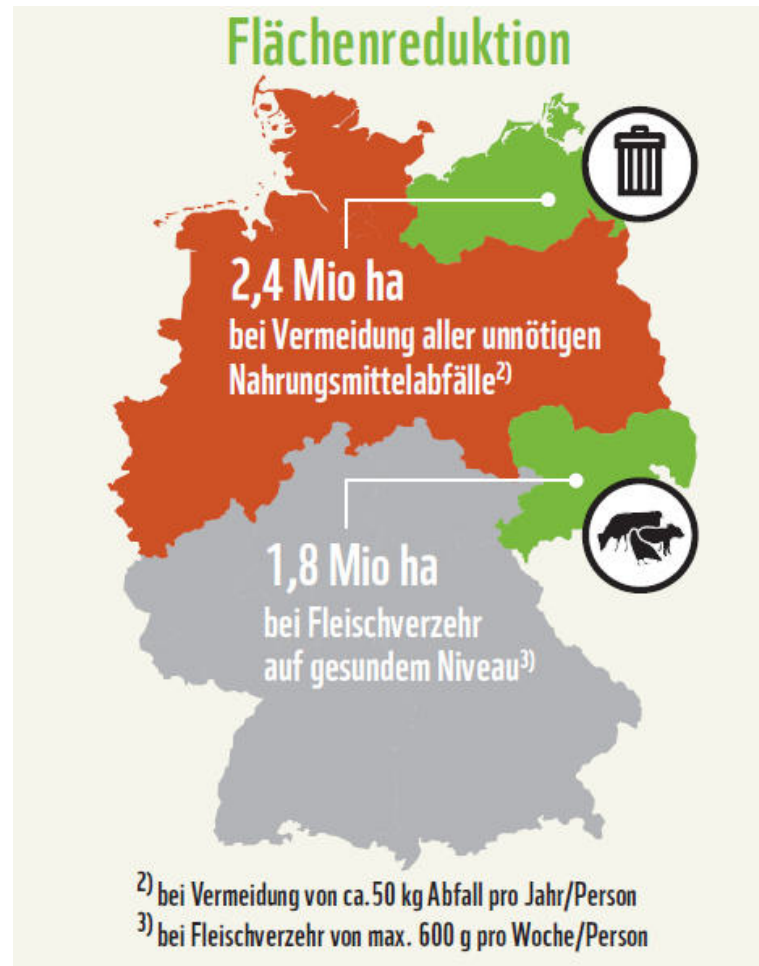 Flächenreduktion
2,4 Mio ha
bei Vermeidung aller unnötigen
Nahrungsmittelabfälle2)
1,8 Mio ha
bei Fleischverzehr
auf gesundem Niveau3)
2) bei Vermeidung von ca.50 kg Abfall pro Jahr/Person
3) bei Fleischverzehr von max. 600 g pro Woche/Person